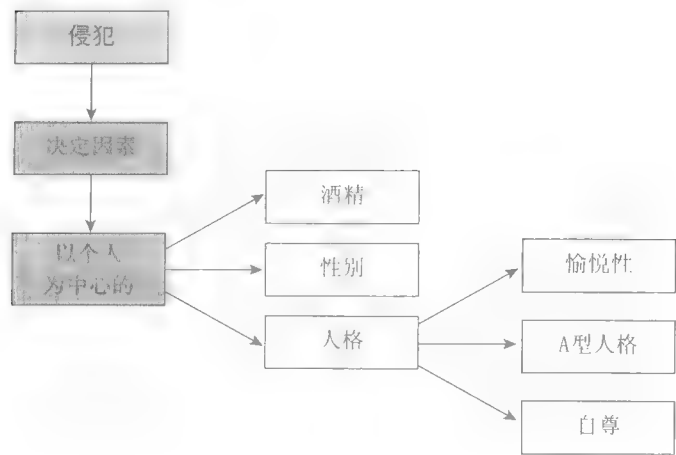 侵犯
决定因素
酒精
以个人
为中心的
性别
愉悦性
人格
A型人格
自尊